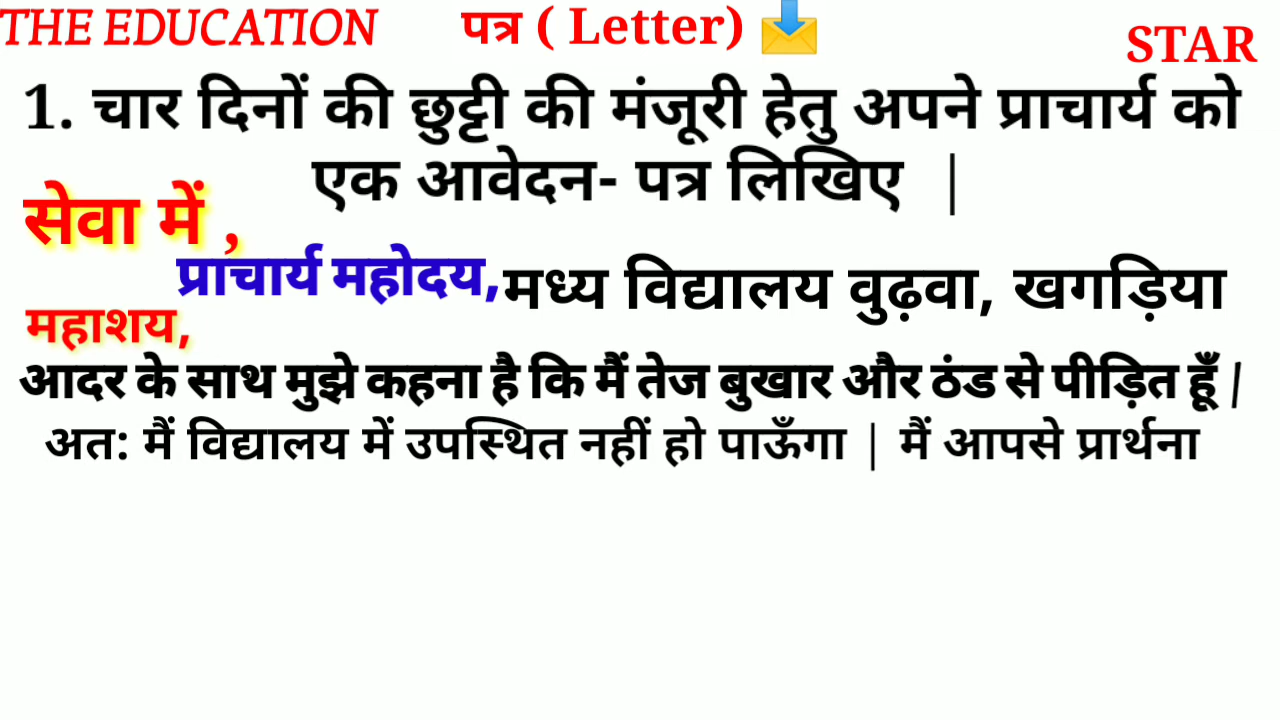 THE EDUCATION पत्र ( Letter) STAR
1. चार दिनों की छुट्टी की मंजूरी हेतु अपने प्राचार्य को
एक आवेदन- पत्र लिखिए |
सेवा में ,
प्राचार्य महोदय, मध्य विद्यालय वुढ़वा, खगड़िया
महाशय,
आदर के साथ मुझे कहना है कि मैं तेज बुखार और ठंड से पीड़ित हूँ |
अत: मैं विद्यालय में उपस्थित नहीं हो पाऊँगा | मैं आपसे प्रार्थना